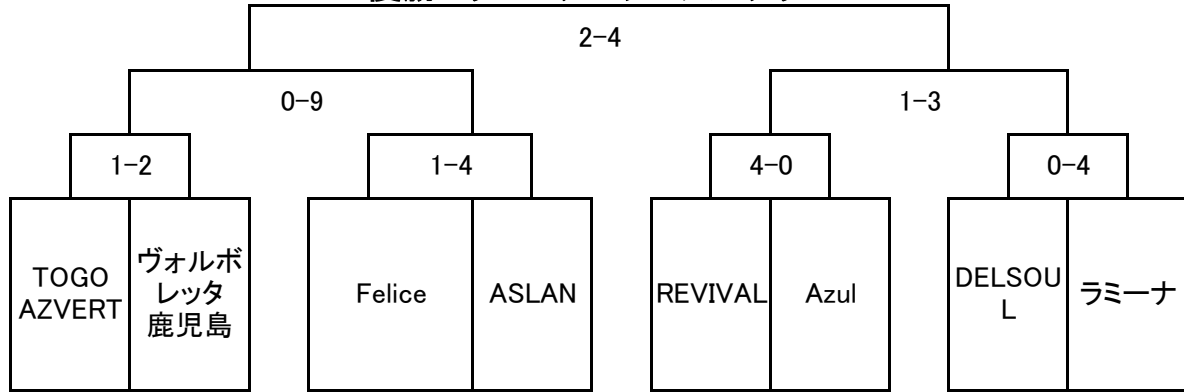 2-4
0-9
1-3
1-2
1-4
4-0
0-4
TOGO
AZVERT
ヴォルボ
レッタ
鹿児島
Felice
ASLAN
REVIVAL
Azul
DELSOU
L
ラミーナ